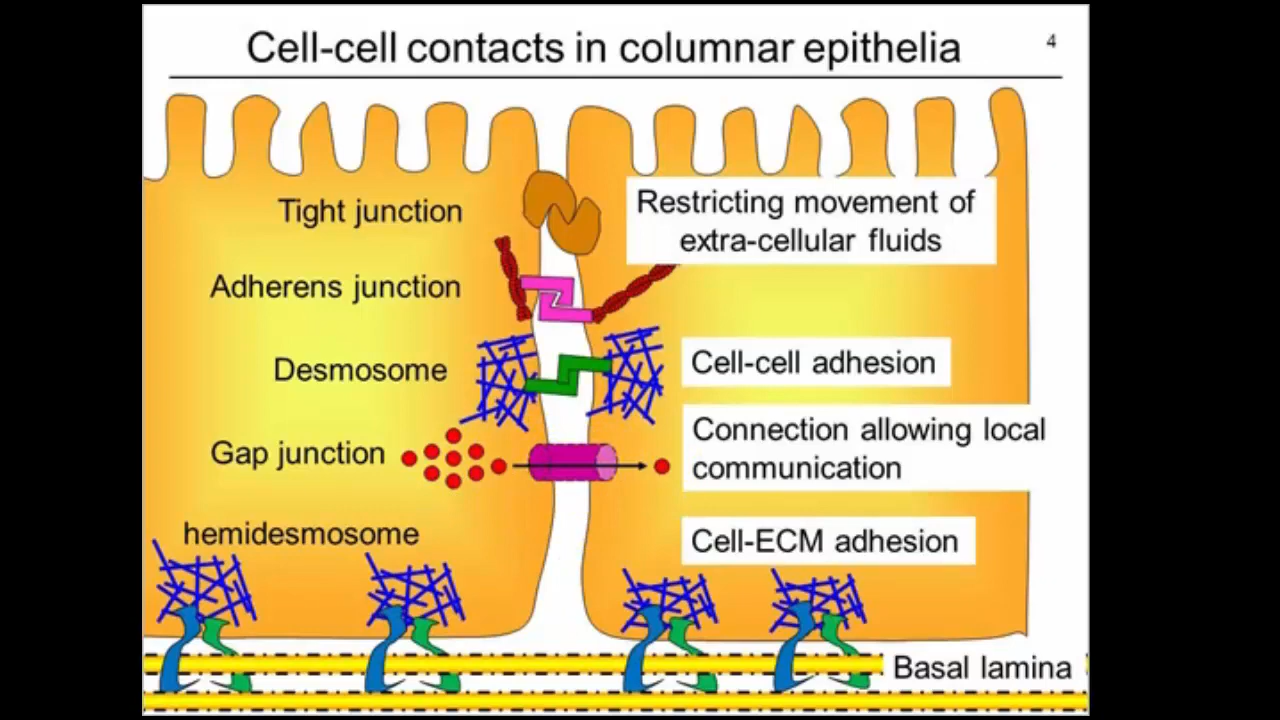 Cell-cell contacts in columnar epithelia
4
Tight junction
Restricting movement of
extra-cellular fluids
Adherens junction
Desmosome
Cell-cell adhesion
Gap junction
Connection allowing local
communication
hemidesmosome
Cell-ECM adhesion
Basal lamina